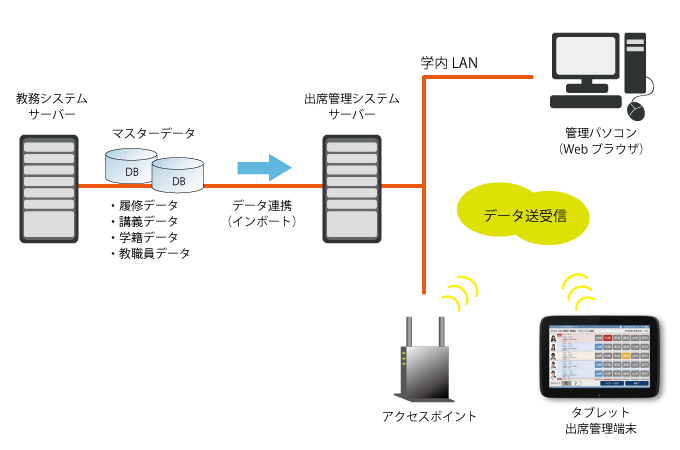 学内 LAN
教務システム
サーバー
出席管理システム
サーバー
マスターデータ
DB
DB
管理パソコン
（Web ブラウザ）
・履修データ
・講義データ
・学籍データ
・教職員データ
データ連携
（インポート）
データ送受信
アクセスポイント
タブレット
出席管理端末